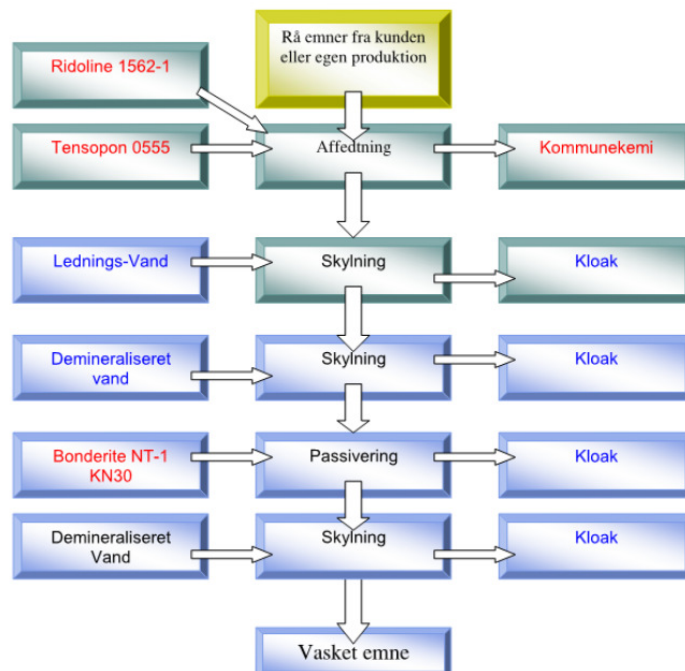 Rå emner fra kunden
eller egen produktion
Ridoline 1562-1
Tensopon 0555
Affedtning
Kommunekemi
Lednings-Vand
Skylning
Kloak
Demineraliseret
vand
Skylning
Kloak
Bonderite NT-1
KN30
Passivering
Kloak
Demineraliseret
Vand
Skylning
Kloak
Vasket emne